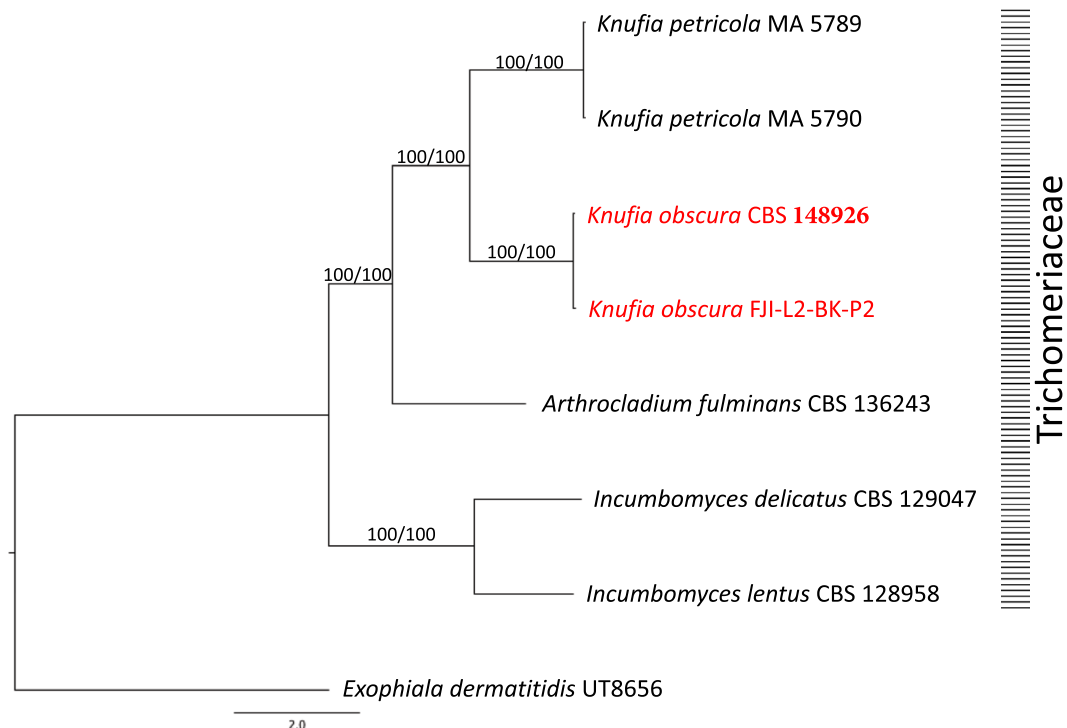 Knufia petricola MA 5789
100/100
Knufia petricola MA 5790
100/100
Knufia obscura CBS 148926
100/100
100/100
Knufia obscura FJI-L2-BK-P2
Arthrocladium fulminans CBS 136243
Incumbomyces delicatus CBS 129047
100/100
Incumbomyces lentus CBS 128958
Exophiala dermatitidis UT8656
2.0
Trichomeriaceae